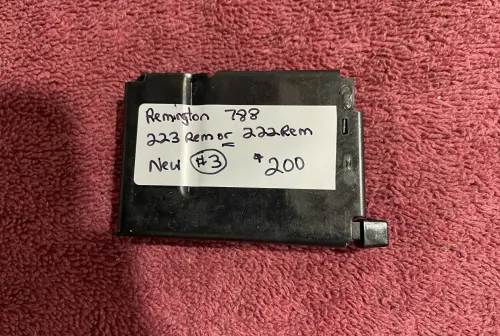 Remington 788
223 Rem or 222 Rem
New #3 $200